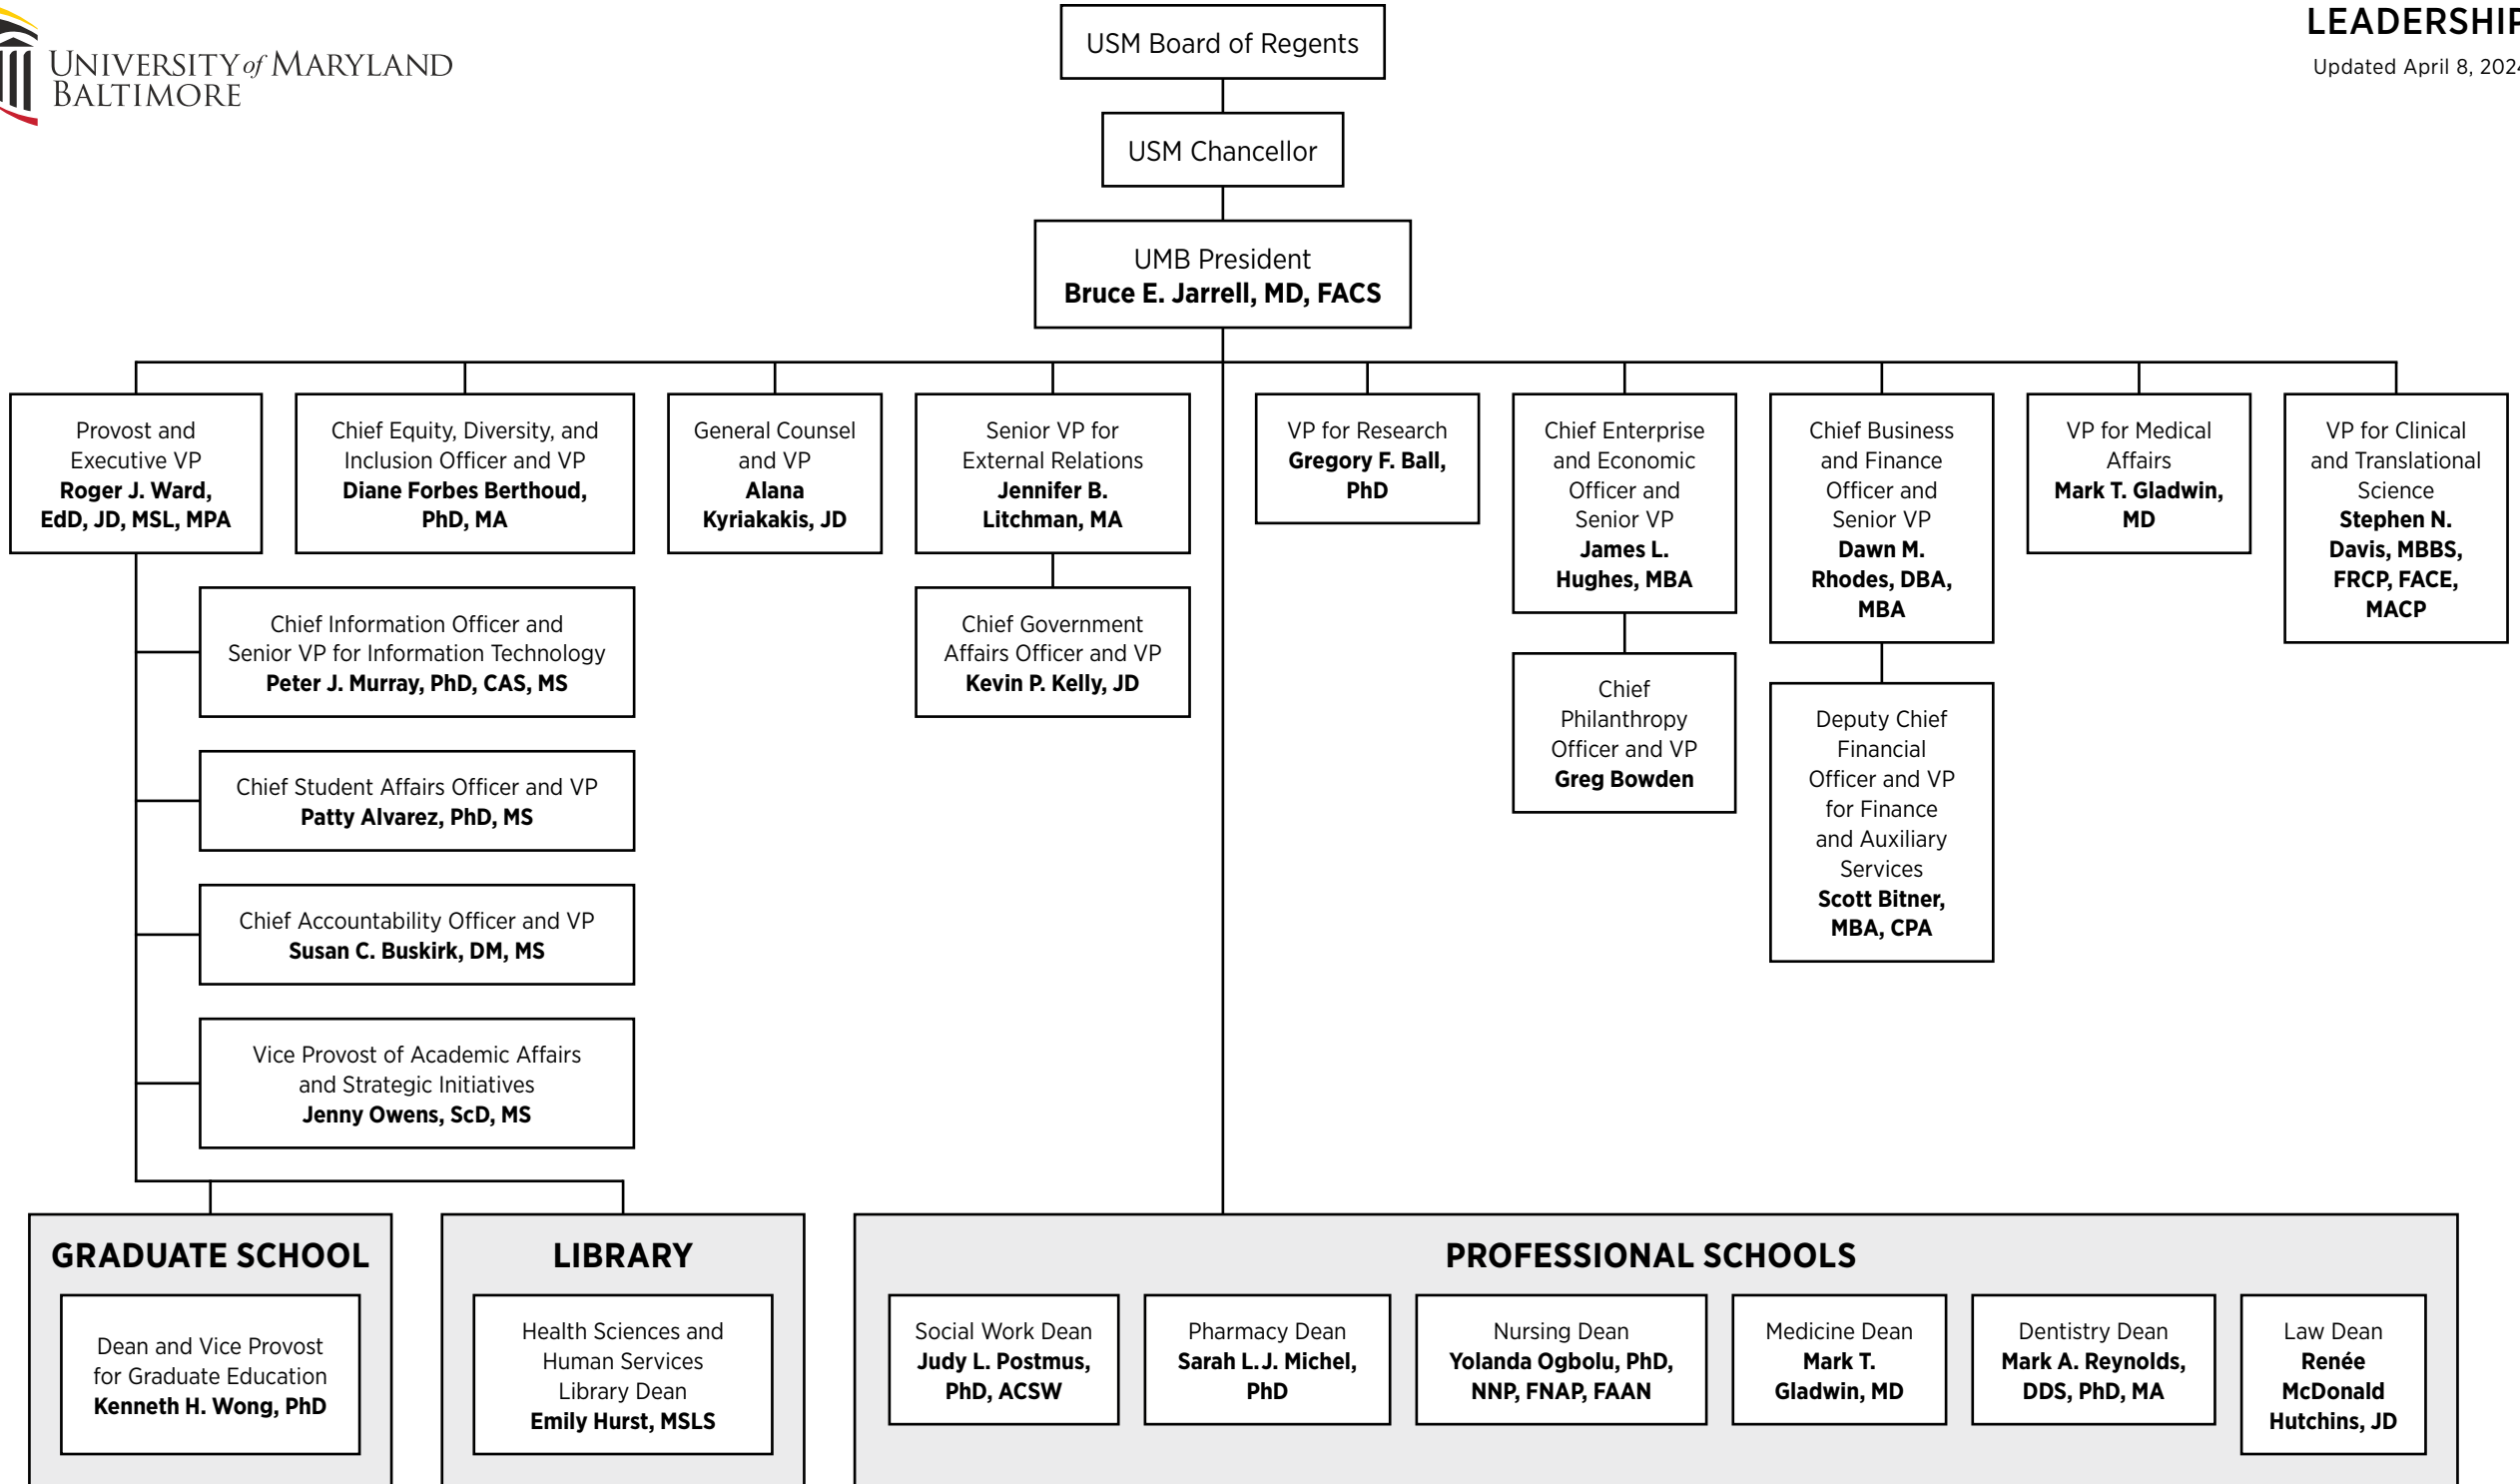 UNIVERSITY of MARYLAND
BALTIMORE
LEADERSHIP
Updated April 8, 2024
USM Board of Regents
USM Chancellor
UMB President
Bruce E. Jarrell, MD, FACS
Provost and
Executive VP
Roger J. Ward,
EdD, JD, MSL, MPA
Chief Equity, Diversity, and
Inclusion Officer and VP
Diane Forbes Berthoud,
PhD, MA
General Counsel
and VP
Alana
Kyriakakis, JD
Senior VP for
External Relations
Jennifer B.
Litchman, MA
VP for Research
Gregory F. Ball,
PhD
Chief Enterprise
and Economic
Officer and
Senior VP
James L.
Hughes, MBA
Chief Business
and Finance
Officer and
Senior VP
Dawn M.
Rhodes, DBA,
MBA
VP for Medical
Affairs
Mark T. Gladwin,
MD
VP for Clinical
and Translational
Science
Stephen N.
Davis, MBBS,
FRCP, FACE,
MACP
Chief Information Officer and
Senior VP for Information Technology
Peter J. Murray, PhD, CAS, MS
Chief Government
Affairs Officer and VP
Kevin P. Kelly, JD
Chief
Philanthropy
Officer and VP
Greg Bowden
Deputy Chief
Financial
Officer and VP
for Finance
and Auxiliary
Services
Scott Bitner,
MBA, CPA
Chief Student Affairs Officer and VP
Patty Alvarez, PhD, MS
Chief Accountability Officer and VP
Susan C. Buskirk, DM, MS
Vice Provost of Academic Affairs
and Strategic Initiatives
Jenny Owens, ScD, MS
GRADUATE SCHOOL
Dean and Vice Provost
for Graduate Education
Kenneth H. Wong, PhD
LIBRARY
Health Sciences and
Human Services
Library Dean
Emily Hurst, MSLS
PROFESSIONAL SCHOOLS
Social Work Dean
Judy L. Postmus,
PhD, ACSW
Pharmacy Dean
Sarah L.J. Michel,
PhD
Nursing Dean
Yolanda Ogbolu, PhD,
NNP, FNAP, FAAN
Medicine Dean
Mark T.
Gladwin, MD
Dentistry Dean
Mark A. Reynolds,
DDS, PhD, MA
Law Dean
Renée
McDonald
Hutchins, JD